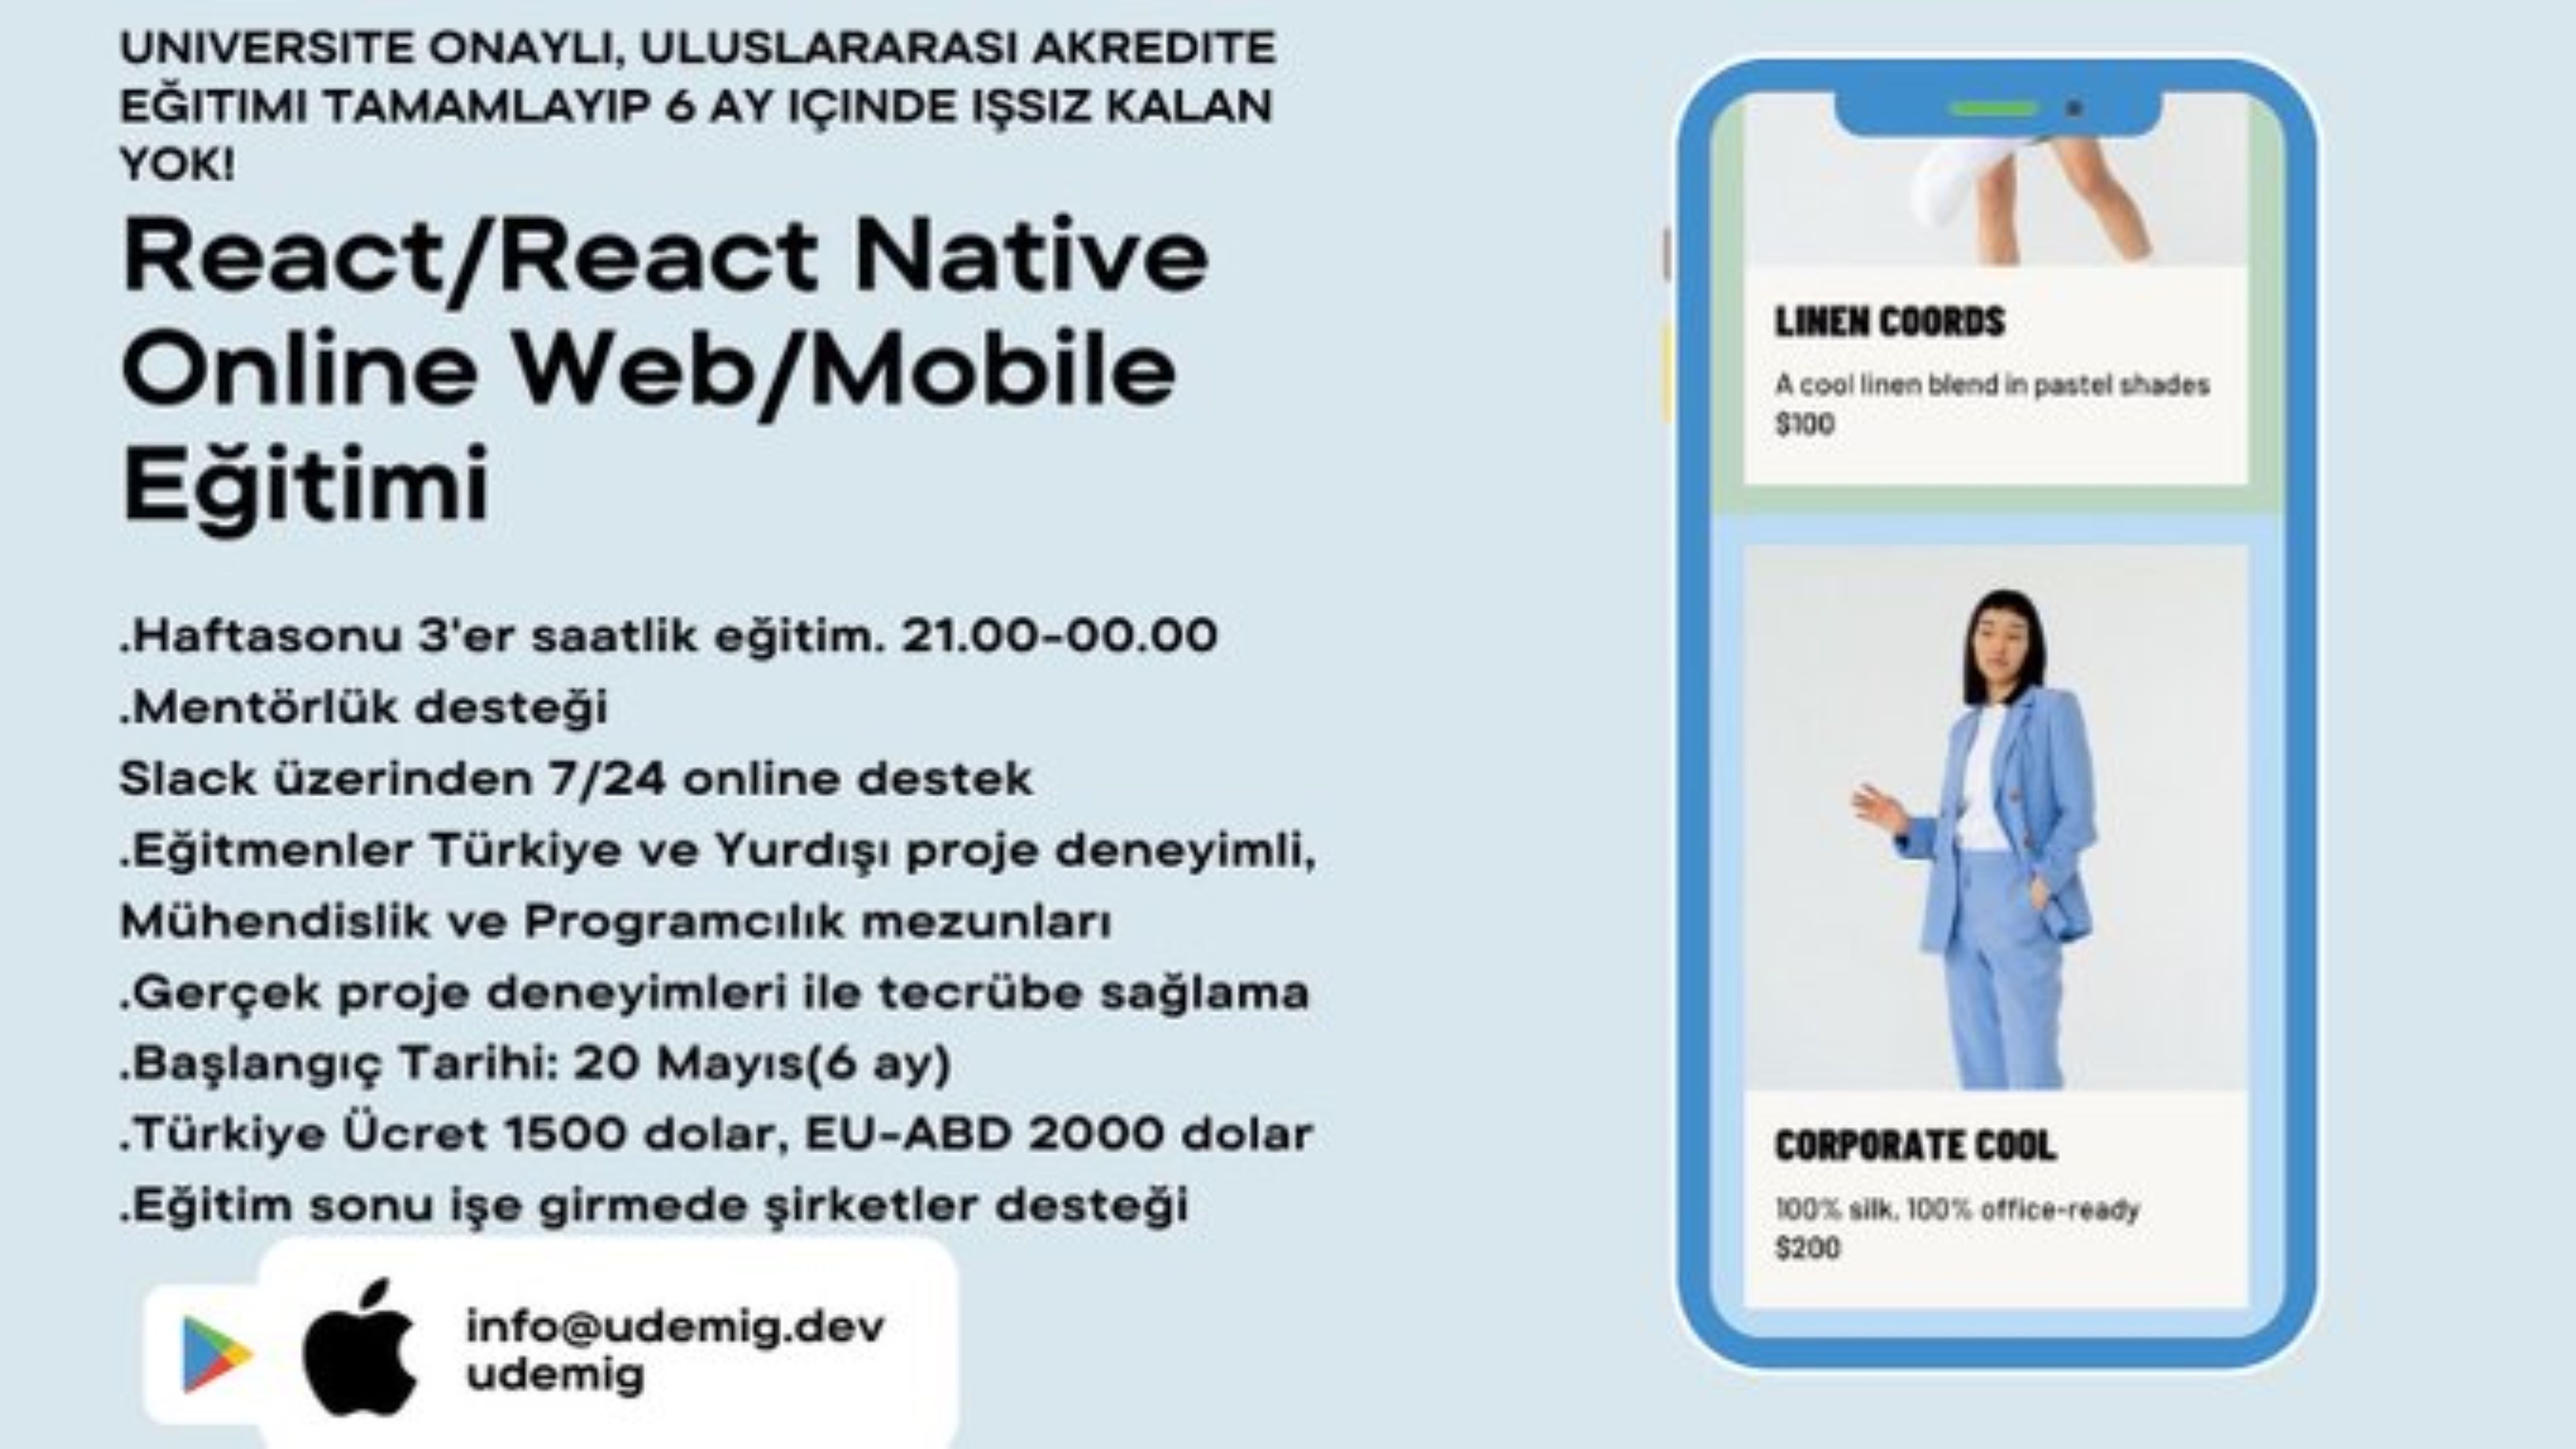 UNIVERSITE ONAYLI, ULUSLARARASI AKREDITE
EĞITIMI TAMAMLAYIP 6 AY IÇINDE IŞSIZ KALAN
YOK!
React/React Native
Online Web/Mobile
Eğitimi
.Haftasonu 3'er saatlik eğitim. 21.00-00.00
.Mentörlük desteği
Slack üzerinden 7/24 online destek
.Eğitmenler Türkiye ve Yurdışı proje deneyimli,
Mühendislik ve Programcılık mezunları
.Gerçek proje deneyimleri ile tecrübe sağlama
.Başlangıç Tarihi: 20 Mayıs(6 ay)
.Türkiye Ücret 1500 dolar, EU-ABD 2000 dolar
.Eğitim sonu işe girmede şirketler desteği
info@udemig.dev
udemig
LINEN COORDS
A cool linen blend in pastel shades
$100
CORPORATE COOL
100% silk, 100% office-ready
$200